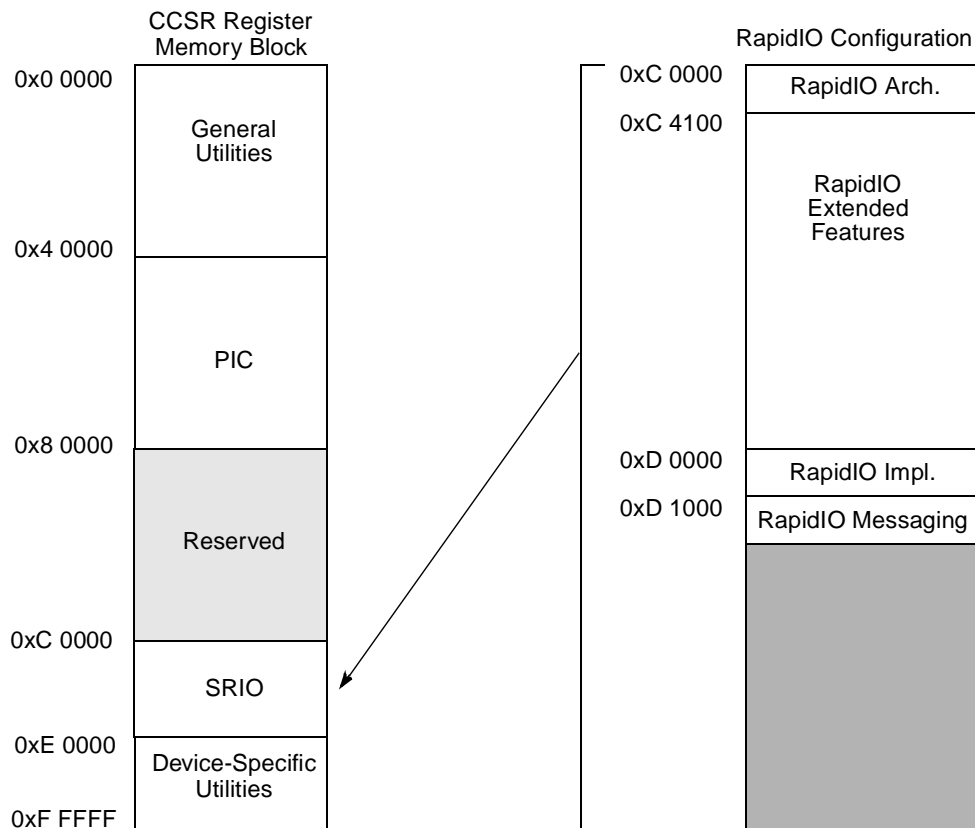 CCSR Register
Memory Block
0x0 0000
General
Utilities
0x4 0000
PIC
0x8 0000
Reserved
0xC 0000
SRIO
0xE 0000
Device-Specific
Utilities
0xF FFFF
RapidIO Configuration
0xC 0000
RapidIO Arch.
0xC 4100
RapidIO
Extended
Features
0xD 0000
RapidIO Impl.
0xD 1000
RapidIO Messaging